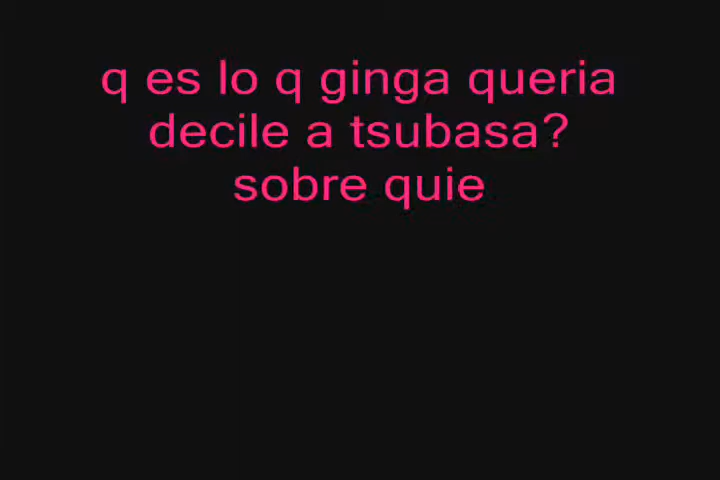 q es lo q ginga queria
decile a tsubasa?
sobre quie